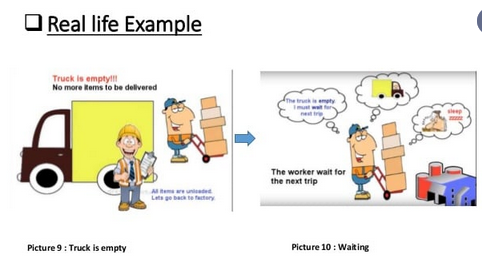 Real life Example
Truck is empty!!!
No more items to be delivered
All items are unloaded.
Lets go back to factory.
The truck is empty.
I must wait for
next trip
sleep
zzzzz
The worker wait for
the next trip
Picture 9 : Truck is empty
Picture 10 : Waiting